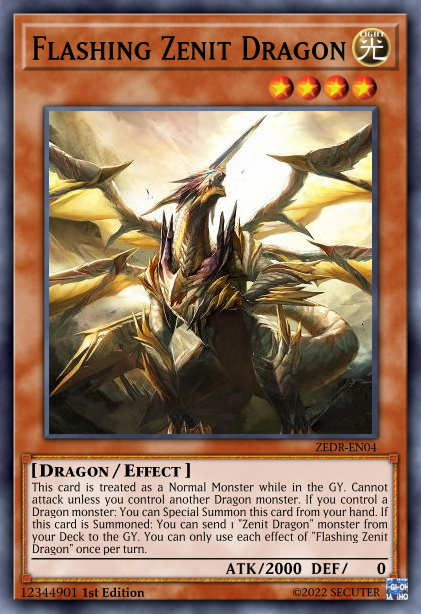 Flashing Zenit Dragon
LIGHT
光
ZEDR-EN04
[Dragon / Effect]
This card is treated as a Normal Monster while in the GY. Cannot
attack unless you control another Dragon monster. If you control a
Dragon monster: You can Special Summon this card from your hand. If
this card is Summoned: You can send 1 "Zenit Dragon" monster from
your Deck to the GY. You can only use each effect of "Flashing Zenit
Dragon" once per turn.
ATK/2000 DEF/ 0
12344901 1st Edition
©2022 SECUTER